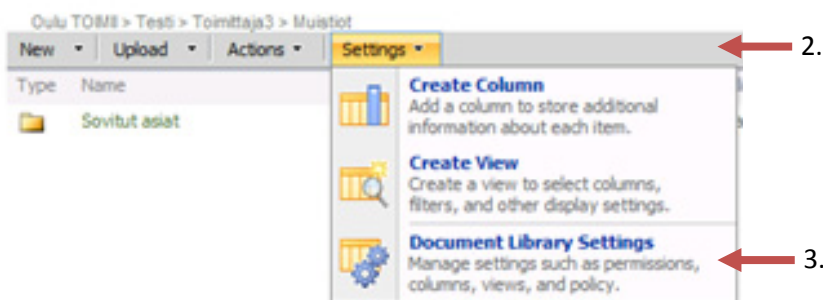 Oulu TOIMII > Testi > Toimittaja3 > Muistiot
New Upload Actions Settings 2.
Type Name
Sovitut asiat
Create Column
Add a column to store additional
information about each item.
Create View
Create a view to select columns,
filters, and other display settings.
Document Library Settings 3.
Manage settings such as permissions,
columns, views, and policy.